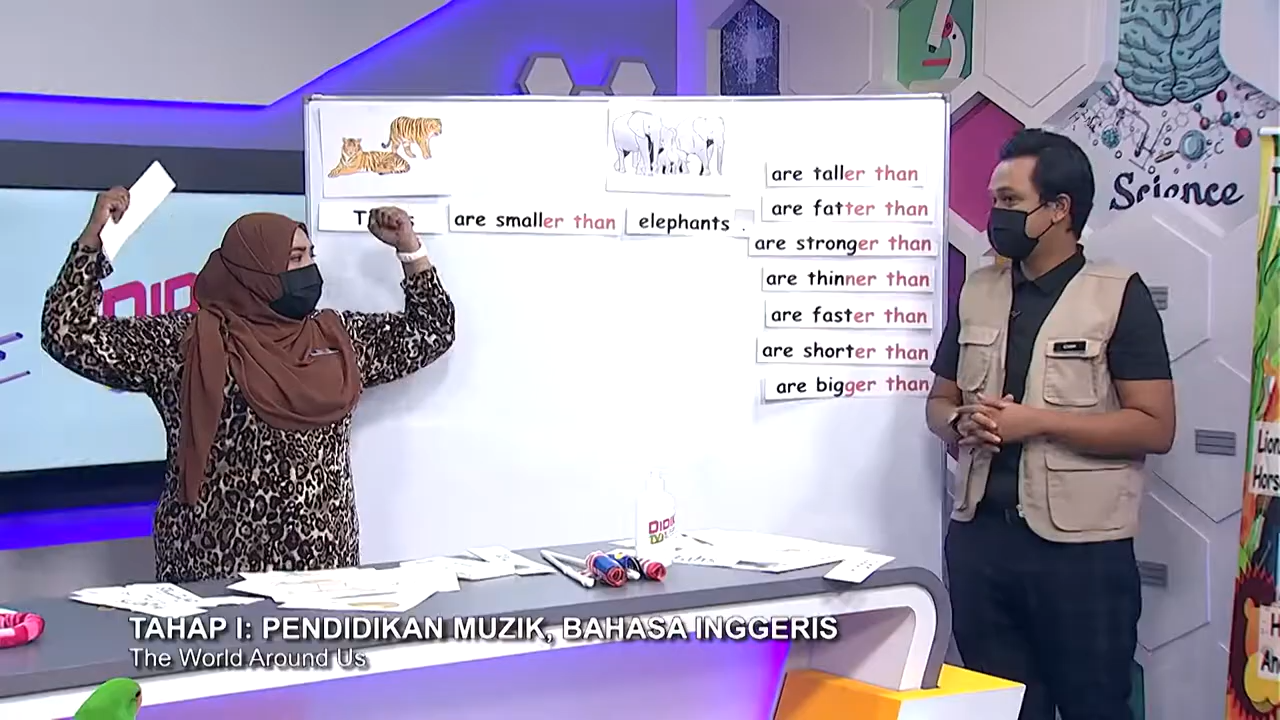 Science
are taller than
are fatter than
are smaller than elephants .
are stronger than
are thinner than
are faster than
are shorter than
are bigger than
DIDIK
TAHAP I: PENDIDIKAN MUZIK, BAHASA INGGERIS
The World Around Us